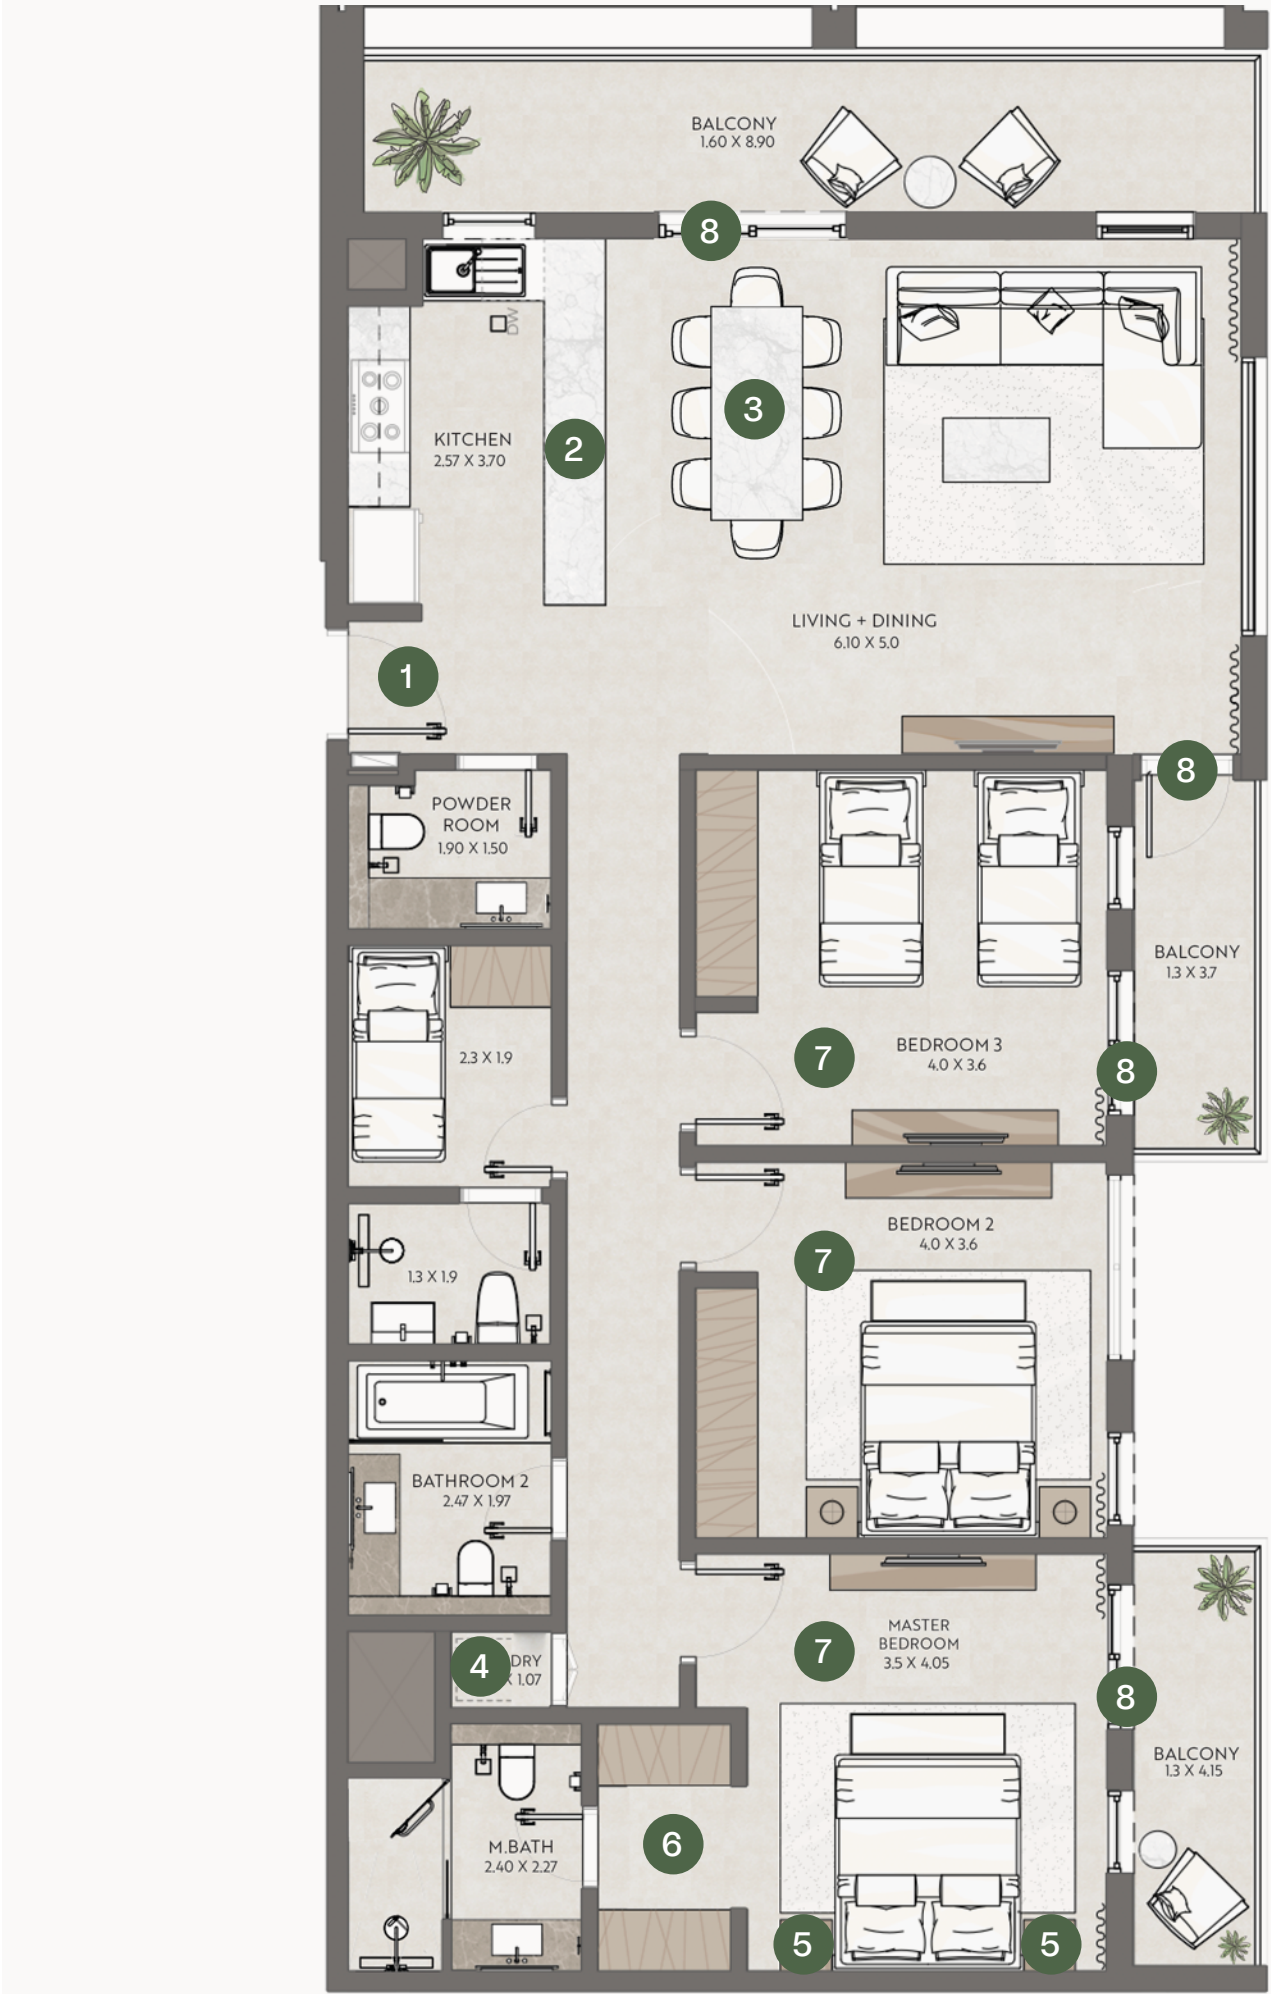 BALCONY
1.60 X 8.90
8
DW
3
KITCHEN
2.57 X 3.70
2
LIVING + DINING
6.10 X 5.0
1
8
POWDER
ROOM
1.90 X 1.50
BALCONY
1.3 X 3.7
2.3 X 1.9
7
BEDROOM 3
4.0 X 3.6
8
BEDROOM 2
4.0 X 3.6
7
1.3 X 1.9
BATHROOM 2
2.47 X 1.97
MASTER
BEDROOM
3.5 X 4.05
7
4
DRY
X 1.07
8
BALCONY
1.3 X 4.15
M.BATH
2.40 X 2.27
6
5
5